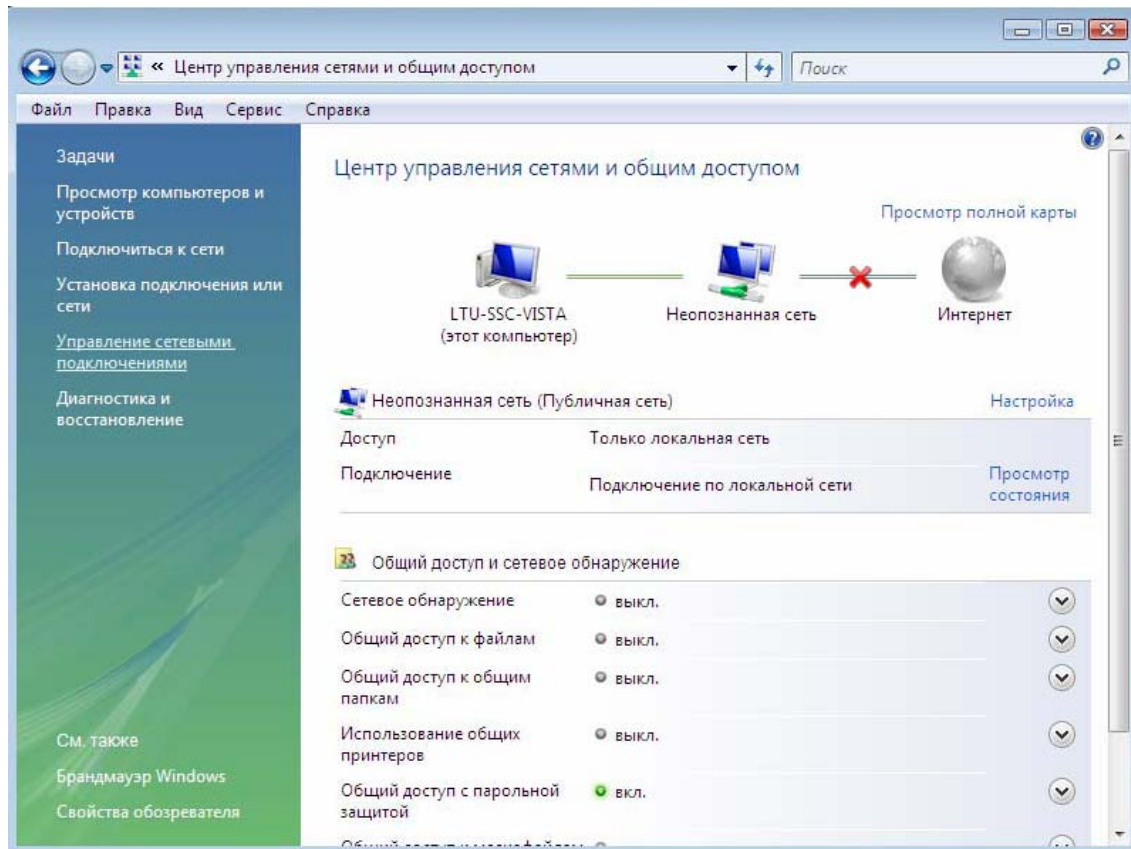 « Центр управления сетями и общим доступом
Поиск
Файл Правка Вид Сервис Справка
Задачи
Просмотр компьютеров и
устройств
Подключиться к сети
Установка подключения или
сети
Управление сетевыми
подключениями
Диагностика и
восстановление
См. также
Брандмауэр Windows
Свойства обозревателя
Центр управления сетями и общим доступом
Просмотр полной карты
LTU-SSC-VISTA
(этот компьютер)
Неопознанная сеть
Интернет
Неопознанная сеть (Публичная сеть) Настройка
Доступ Только локальная сеть
Подключение Подключение по локальной сети Просмотр
состояния
Общий доступ и сетевое обнаружение
Сетевое обнаружение выкл.
Общий доступ к файлам выкл.
Общий доступ к общим выкл.
папкам
Использование общих выкл.
принтеров
Общий доступ с парольной вкл.
защитой